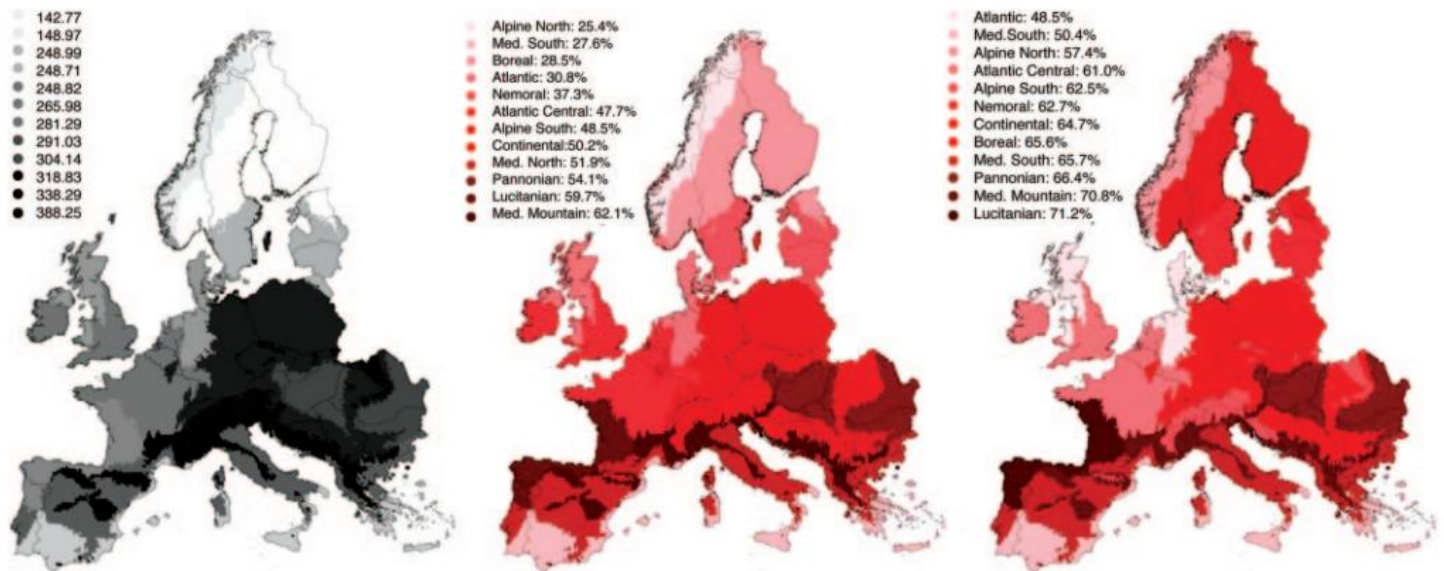 142.77
148.97
248.99
248.71
248.82
265.98
281.29
291.03
304.14
318.83
338.29
388.25
Alpine North: 25.4%
Med. South: 27.6%
Boreal: 28.5%
Atlantic: 30.8%
Nemoral: 37.3%
Atlantic Central: 47.7%
Alpine South: 48.5%
Continental:50.2%
Med. North: 51.9%
Pannonian: 54.1%
Lucitanian: 59.7%
Med. Mountain: 62.1%
Atlantic: 48.5%
Med.South: 50.4%
Alpine North: 57.4%
Atlantic Central: 61.0%
Alpine South: 62.5%
Nemoral: 62.7%
Continental: 64.7%
Boreal: 65.6%
Med. South: 65.7%
Pannonian: 66.4%
Med. Mountain: 70.8%
Lucitanian: 71.2%